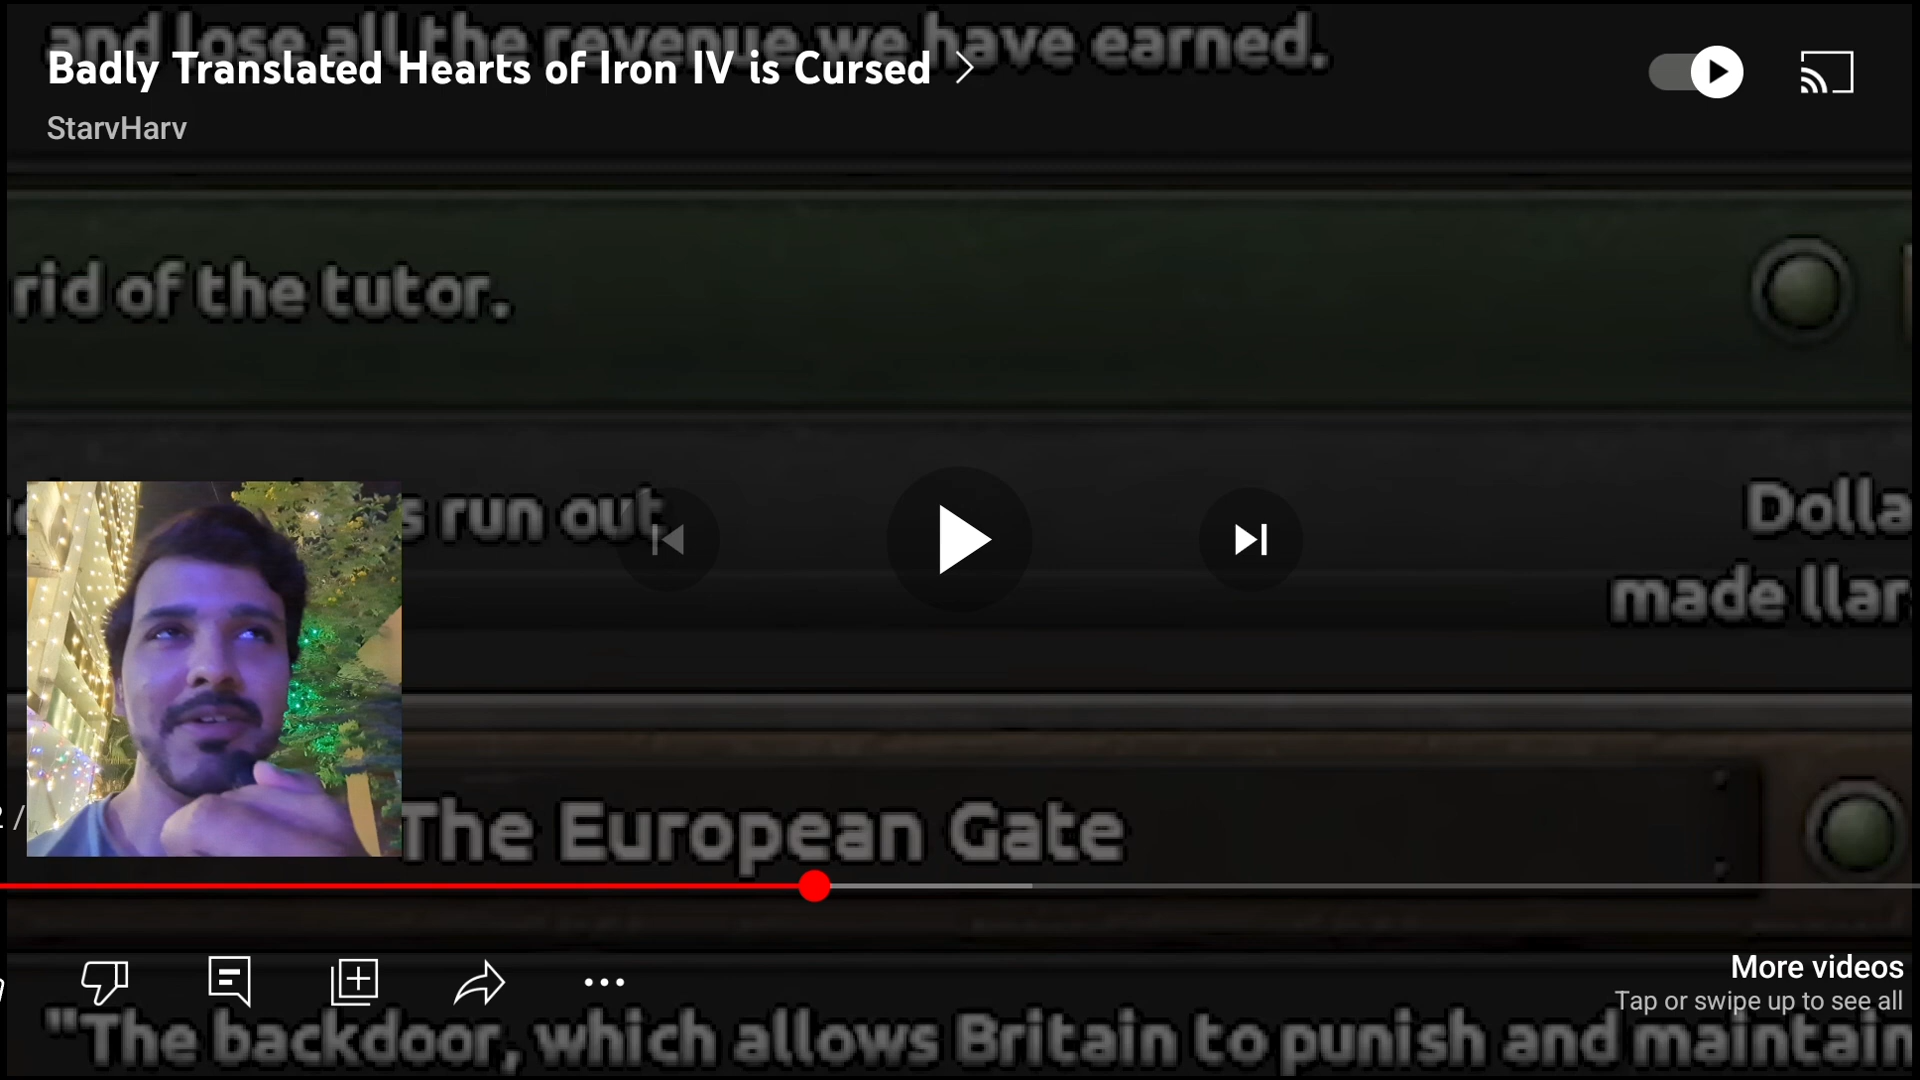 and lose all the revenue we have earned.
Badly Translated Hearts of Iron IV is Cursed
StarvHarv
rid of the tutor.
s run out
Dolla
made llar
The European Gate
/
More videos
Tap or swipe up to see all
"The backdoor, which allows Britain to punish and maintain